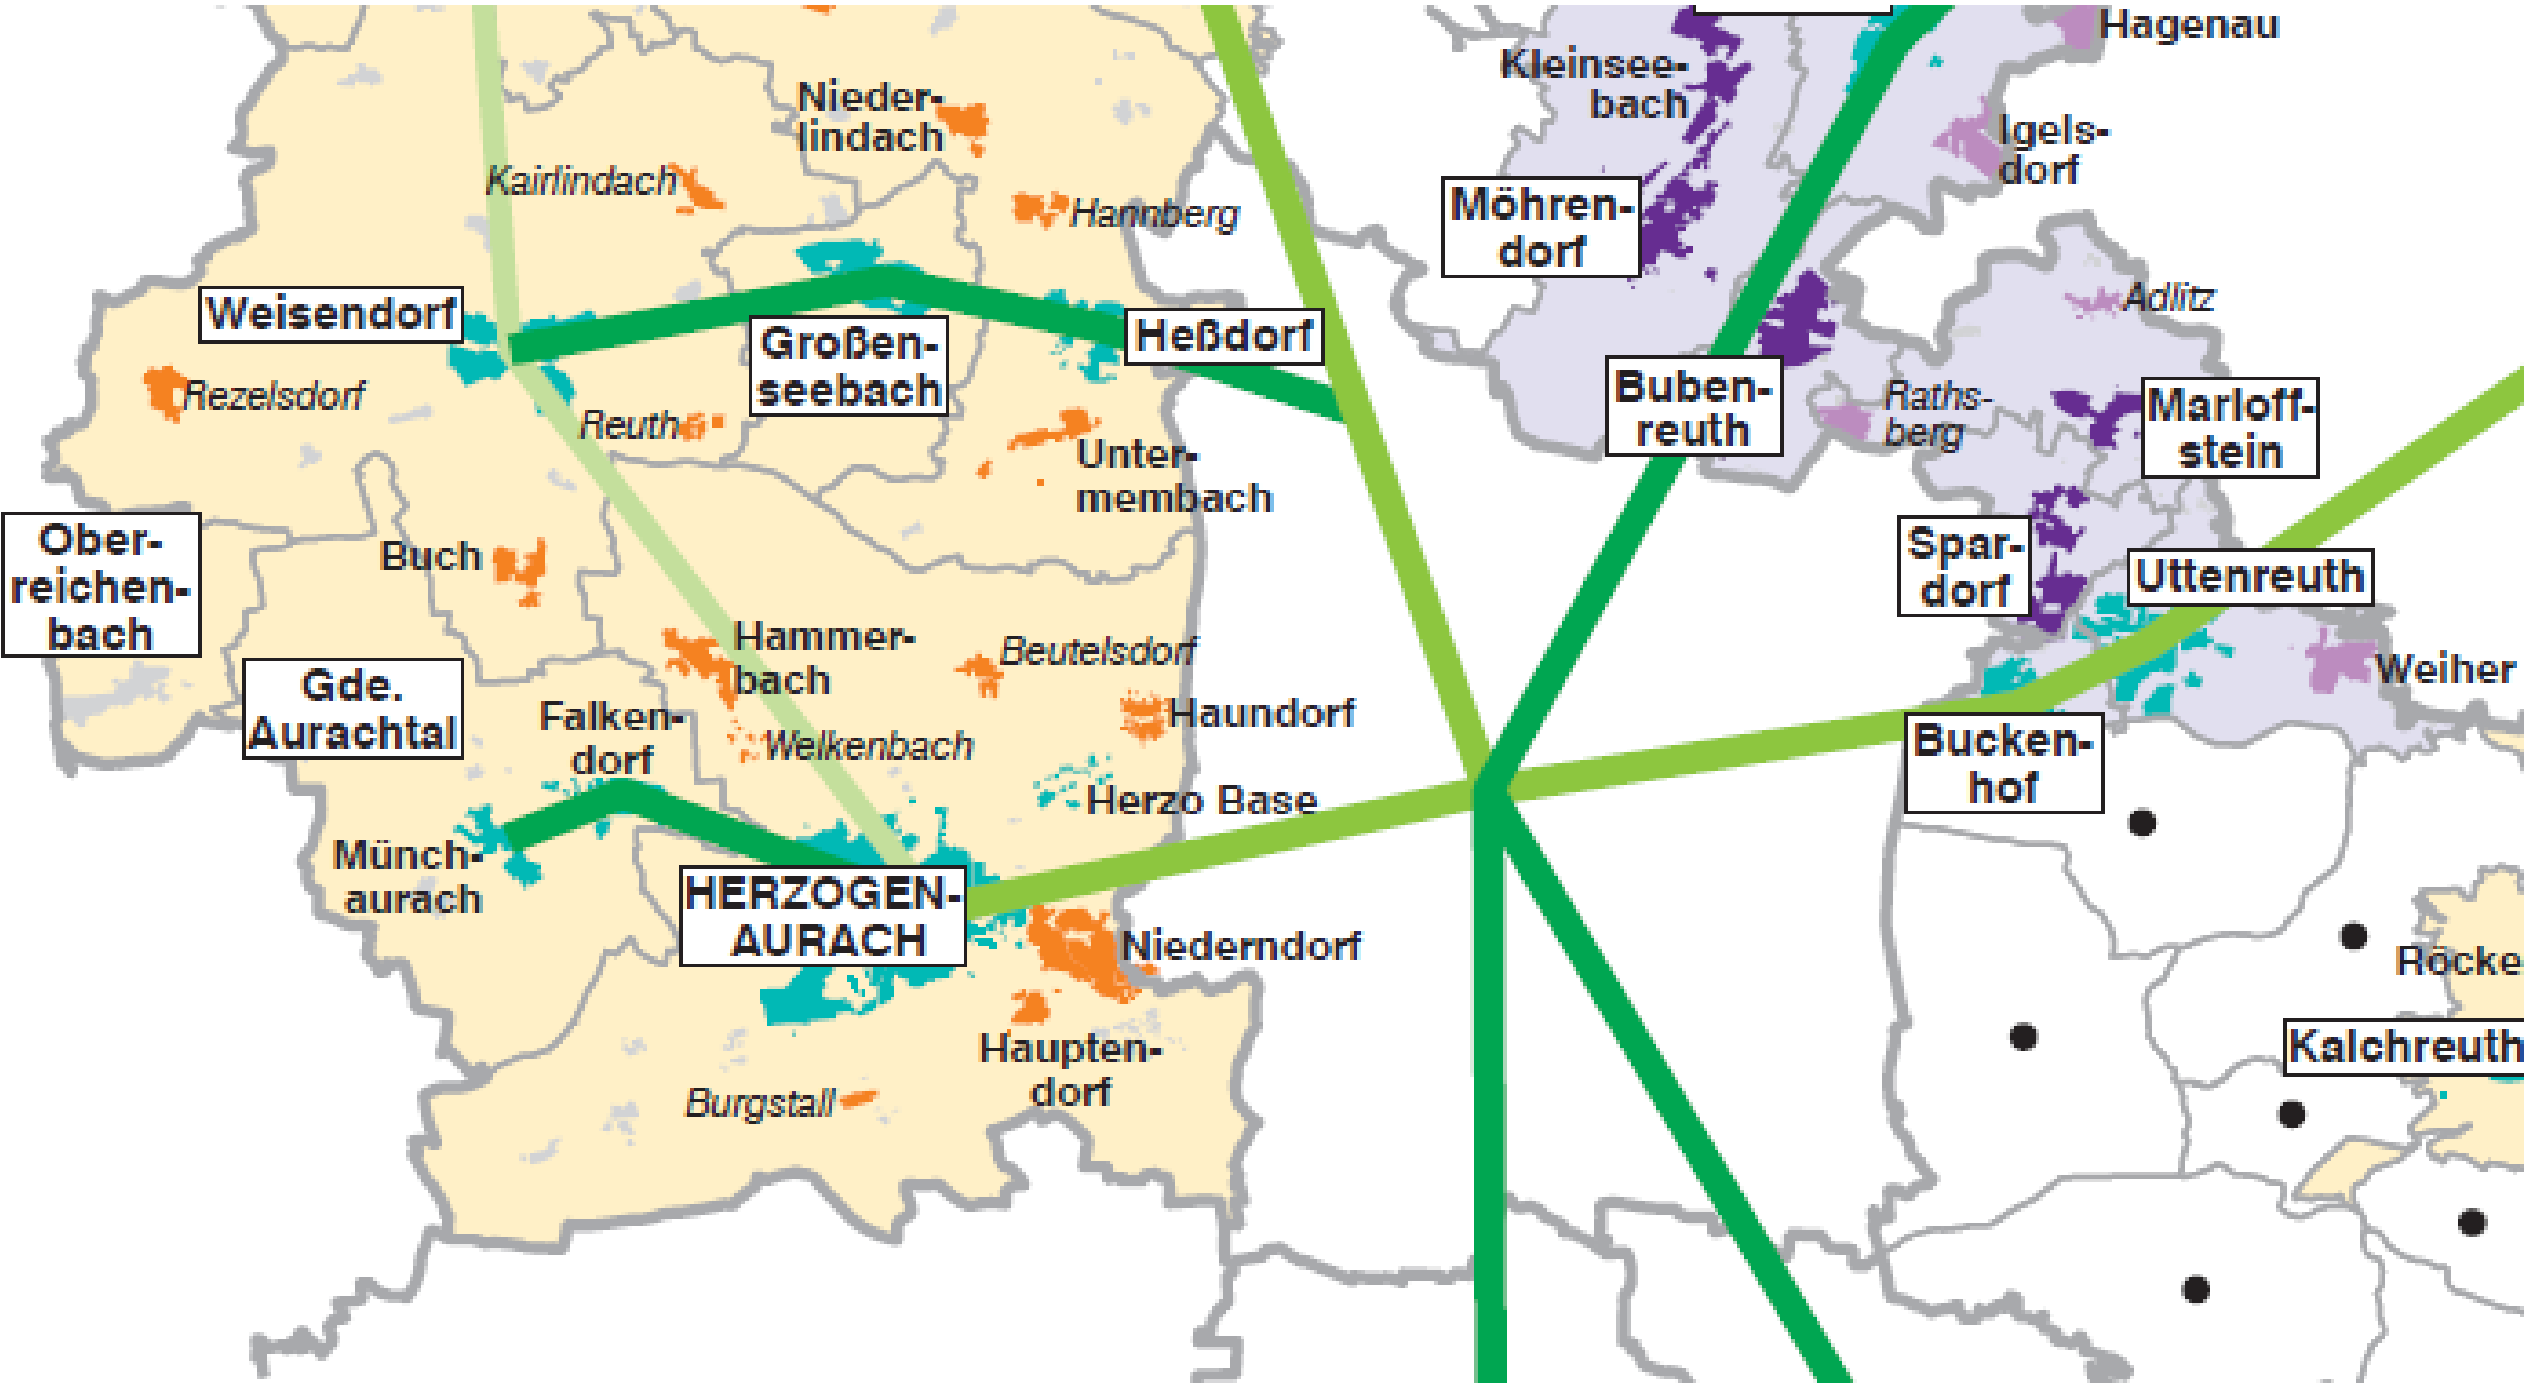 Hagenau
Kleinsee-
bach
Nieder-
lindach
Igels-
dorf
Kairlindach
Hannberg
Möhren-
dorf
Adlitz
Weisendorf
Großen-
seebach
Heßdorf
Rezelsdorf
Reuth
Buben-
reuth
Raths-
berg
Marloff-
stein
Unter-
membach
Ober-
reichen-
bach
Buch
Spar-
dorf
Uttenreuth
Hammer-
bach
Beutelsdorf
Weiher
Gde.
Aurachtal
Falken-
dorf
Haundorf
Welkenbach
Bucken-
hof
Herzo Base
Münch-
aurach
HERZOGEN-
AURACH
Niederndorf
Röcke
Haupten-
dorf
Kalchreuth
Burgstall